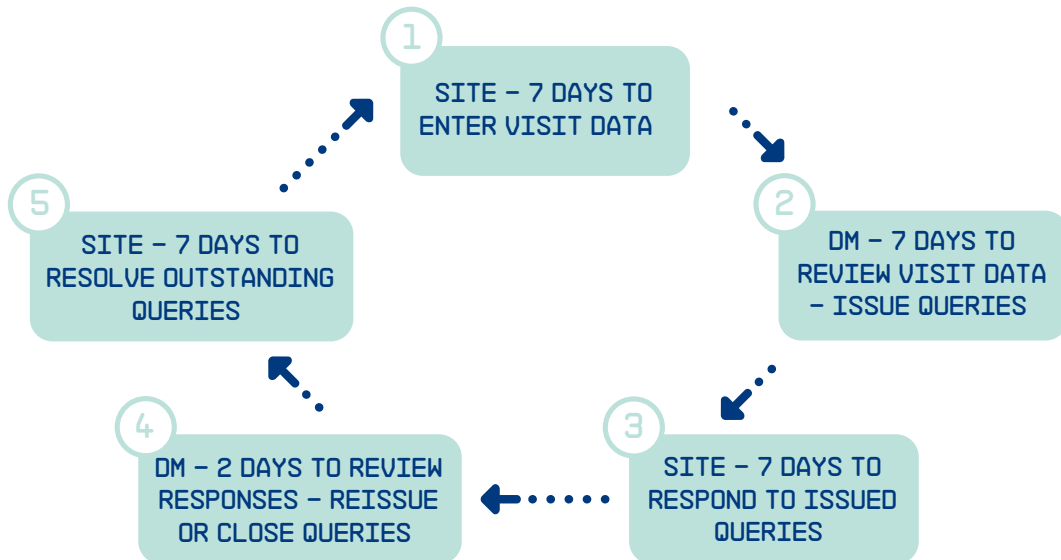 1
SITE – 7 DAYS TO
ENTER VISIT DATA
2
DM – 7 DAYS TO
REVIEW VISIT DATA
– ISSUE QUERIES
3
SITE – 7 DAYS TO
RESPOND TO ISSUED
QUERIES
4
DM – 2 DAYS TO REVIEW
RESPONSES – REISSUE
OR CLOSE QUERIES
5
SITE – 7 DAYS TO
RESOLVE OUTSTANDING
QUERIES